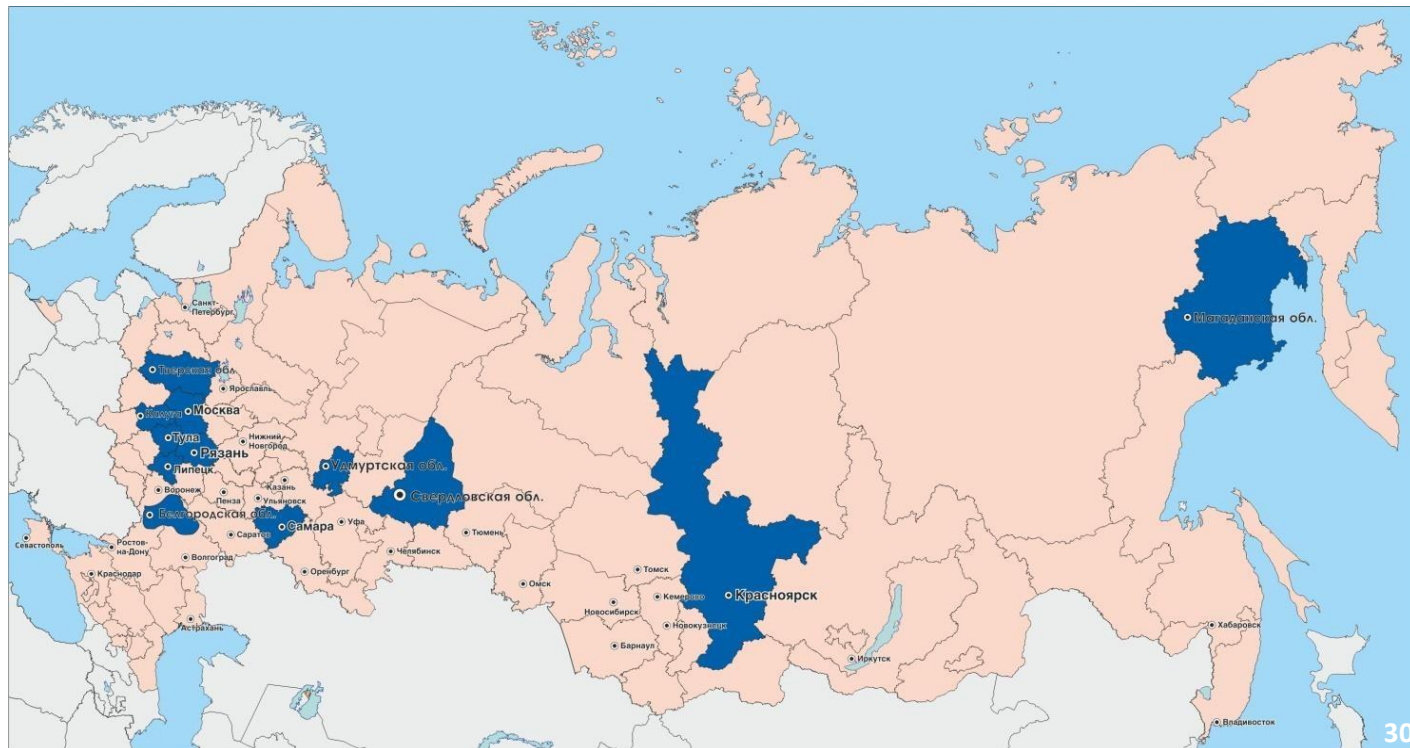 Санкт-
Петербург
Магаданская обл.
Тверская обл.
Ярославль
Москва
Калуга
Тула
Нижний-
Новгород
Рязань
Липецк
Удмуртская обл.
Казань
Воронеж
Пенза
Ульяновск
Свердловская обл.
Белгородская обл.
Самара
Уфа
Саратов
Тюмень
Севастополь
Ростов-
на-Дону
Волгоград
Челябинск
Краснодар
Оренбург
Омск
Томск
Кемерово
Красноярск
Новосибирск
Новокузнецк
Астрахань
Барнаул
Иркутск
Хабаровск
Владивосток
30